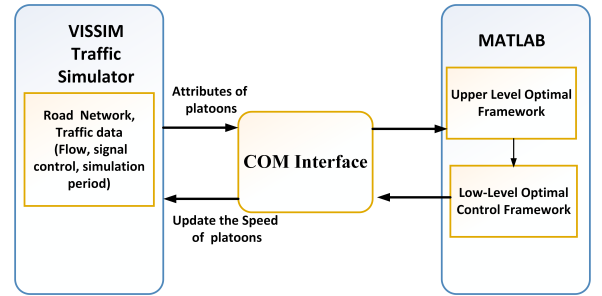 VISSIM
Traffic
Simulator
Road Network,
Traffic data
(Flow, signal
control, simulation
period)
Attributes of
platoons
COM Interface
Update the Speed
of platoons
MATLAB
Upper Level Optimal
Framework
Low-Level Optimal
Control Framework